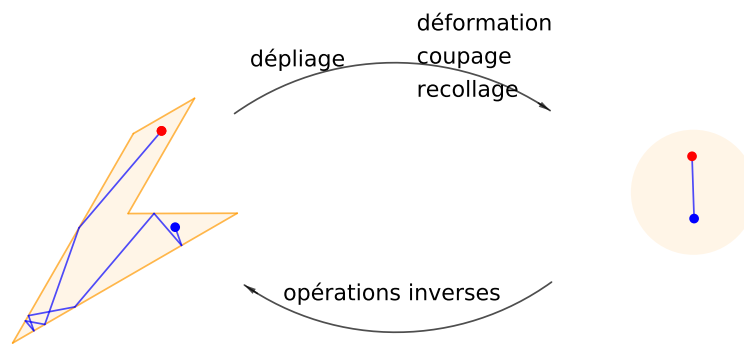 dépliage
déformation
coupage
recollage
opérations inverses